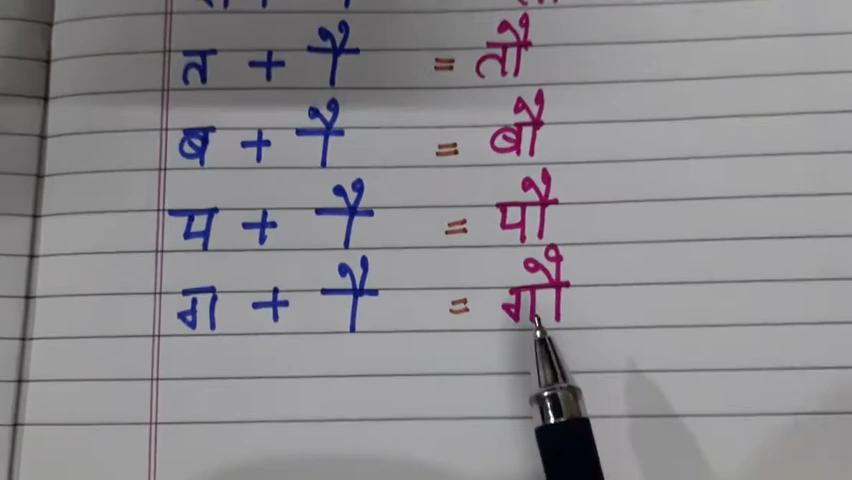 त + ौ = तौ
ब + ौ = बौ
प + ौ = पौ
ग + ौ = गौ